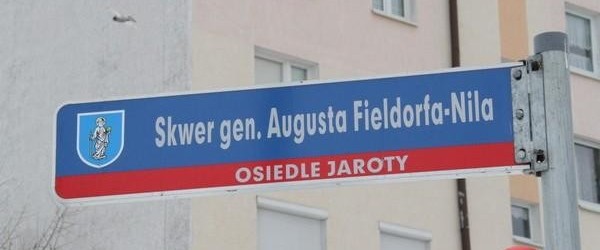 Skwer gen. Augusta Fieldorfa-Nila
OSIEDLE JAROTY